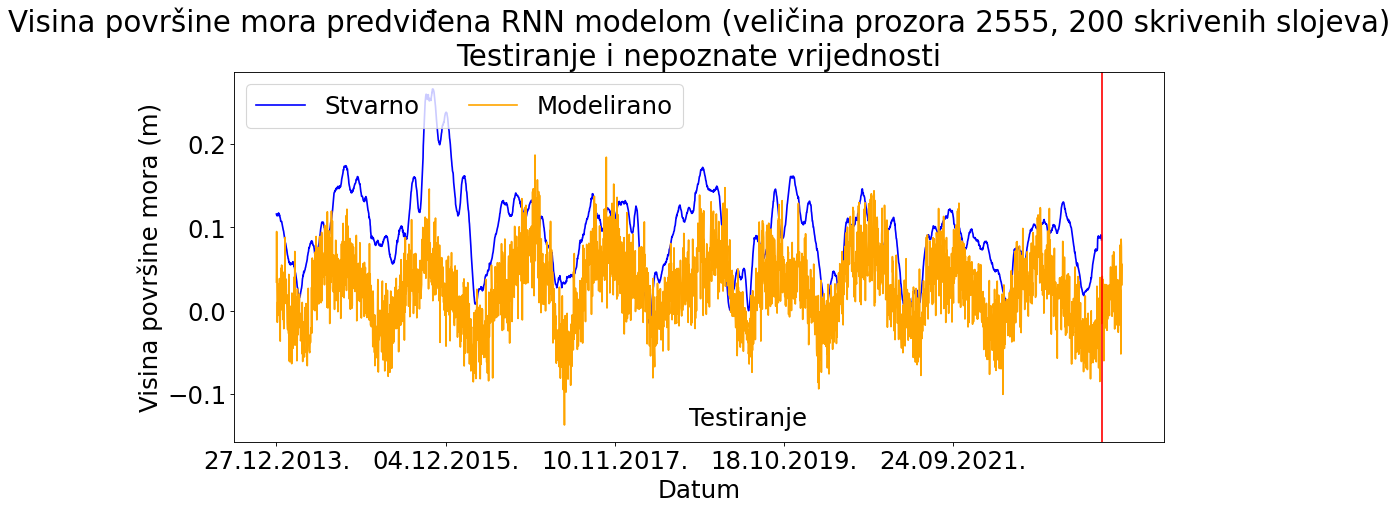 Visina površine mora predviđena RNN modelom (veličina prozora 2555, 200 skrivenih slojeva)
Testiranje i nepoznate vrijednosti
Stvarno
Modelirano
Visina površine mora (m)
0.2
0.1
0.0
−0.1
Testiranje
27.12.2013.
04.12.2015.
10.11.2017.
18.10.2019.
24.09.2021.
Datum